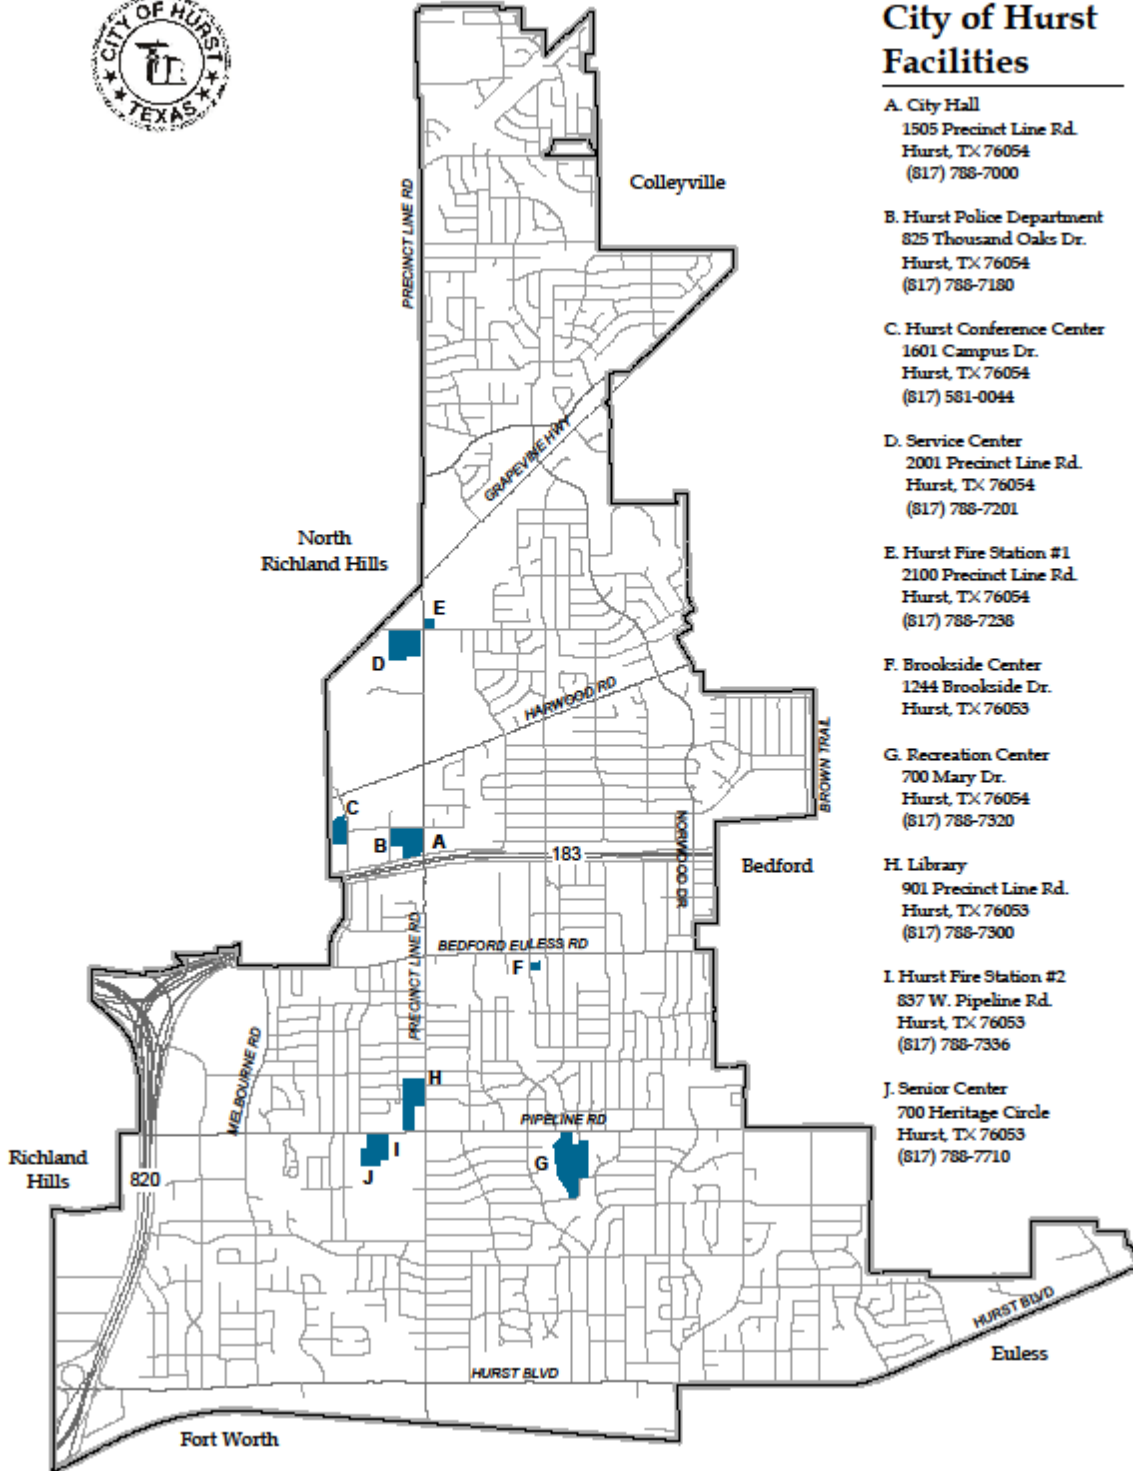 CITY OF HURST
TEXAS
City of Hurst
Facilities
A. City Hall
1505 Precinct Line Rd.
Hurst, TX 76054
(817) 788-7000
B. Hurst Police Department
825 Thousand Oaks Dr.
Hurst, TX 76054
(817) 788-7180
C. Hurst Conference Center
1601 Campus Dr.
Hurst, TX 76054
(817) 581-0044
D. Service Center
2001 Precinct Line Rd.
Hurst, TX 76054
(817) 788-7201
E. Hurst Fire Station #1
2100 Precinct Line Rd.
Hurst, TX 76054
(817) 788-7238
F. Brookside Center
1244 Brookside Dr.
Hurst, TX 76053
G. Recreation Center
700 Mary Dr.
Hurst, TX 76054
(817) 788-7320
H. Library
901 Precinct Line Rd.
Hurst, TX 76053
(817) 788-7300
I. Hurst Fire Station #2
837 W. Pipeline Rd.
Hurst, TX 76053
(817) 788-7336
J. Senior Center
700 Heritage Circle
Hurst, TX 76053
(817) 788-7710
Colleyville
PRECINCT LINE RD
GRAPEVINE HWY
North
Richland Hills
E
D
HARWOOD RD
BROWN TRAIL
C
B
A
183
NORWOOD DR
Bedford
PRECINCT LINE RD
BEDFORD EULESS RD
F
MELBOURNE RD
H
PIPELINE RD
I
G
J
Richland
Hills
820
HURST BLVD
Euless
HURST BLVD
Fort Worth